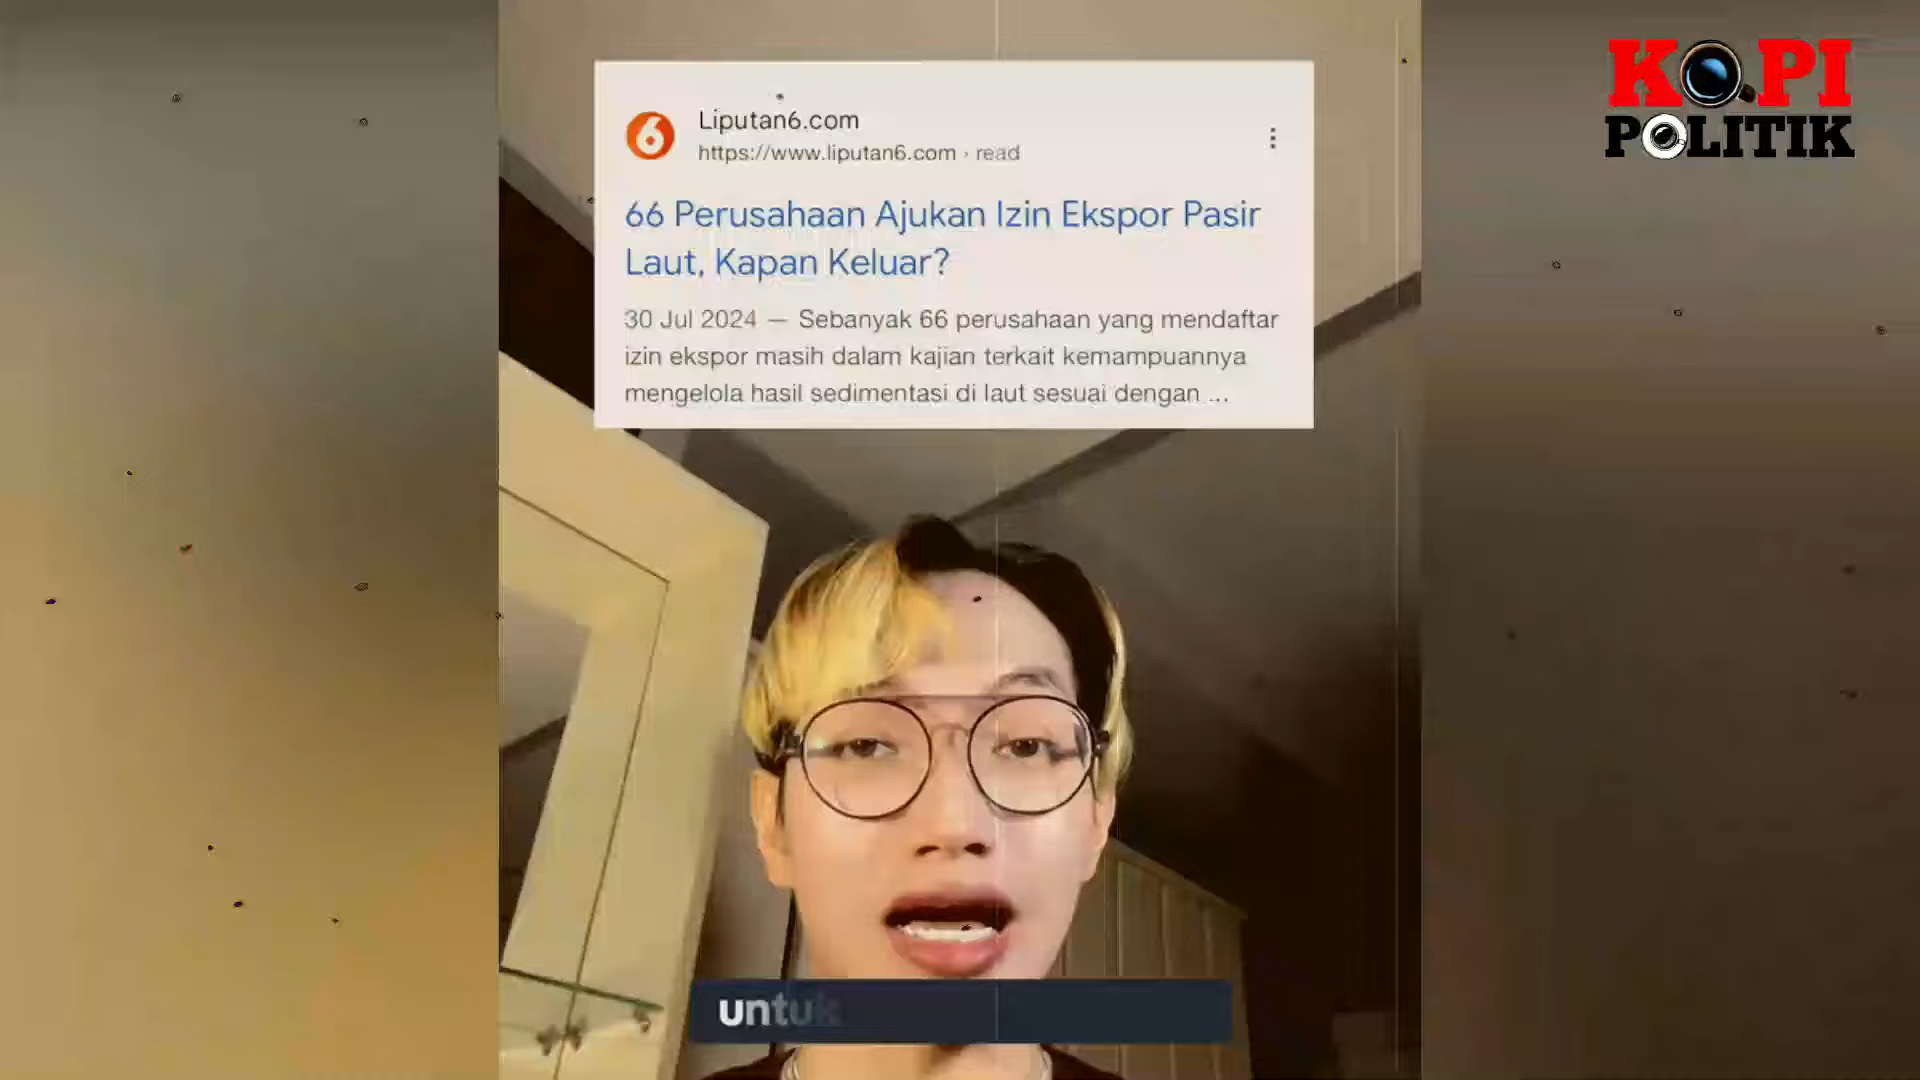 KOPI
POLITIK
Liputan6.com
https://www.liputan6.com › read
66 Perusahaan Ajukan Izin Ekspor Pasir
Laut, Kapan Keluar?
30 Jul 2024 — Sebanyak 66 perusahaan yang mendaftar
izin ekspor masih dalam kajian terkait kemampuannya
mengelola hasil sedimentasi di laut sesuai dengan ...
untuk